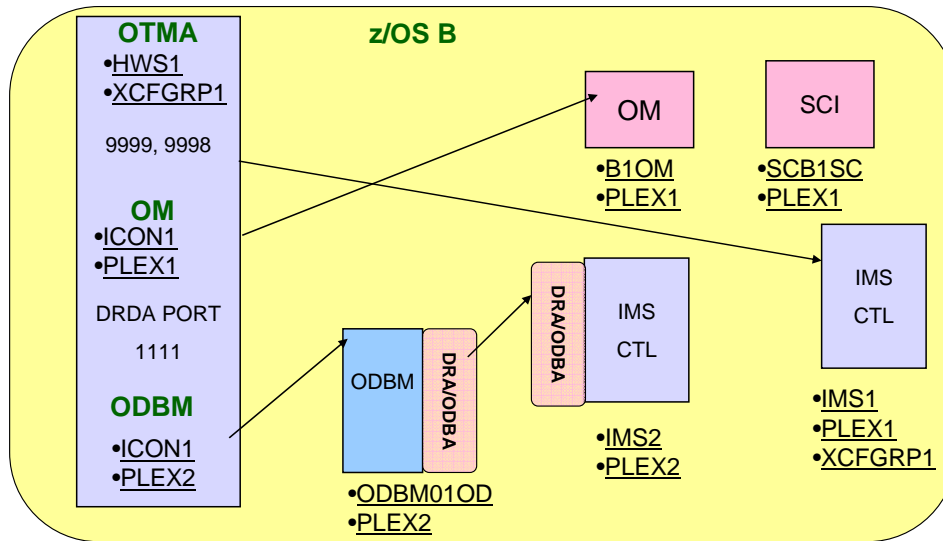 z/OS B
OTMA
•HWS1
•XCFGRP1
9999, 9998
OM
•ICON1
•PLEX1
DRDA PORT
1111
ODBM
•ICON1
•PLEX2
OM
•B1OM
•PLEX1
SCI
•SCB1SC
•PLEX1
ODBM
DRA/ODBA
•ODBM01OD
•PLEX2
DRA/ODBA
IMS
CTL
•IMS2
•PLEX2
IMS
CTL
•IMS1
•PLEX1
•XCFGRP1